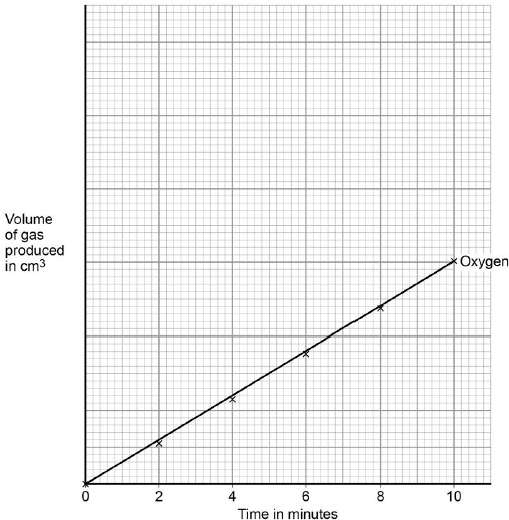 Volume
of gas
produced
in cm³
Oxygen
0 2 4 6 8 10
Time in minutes